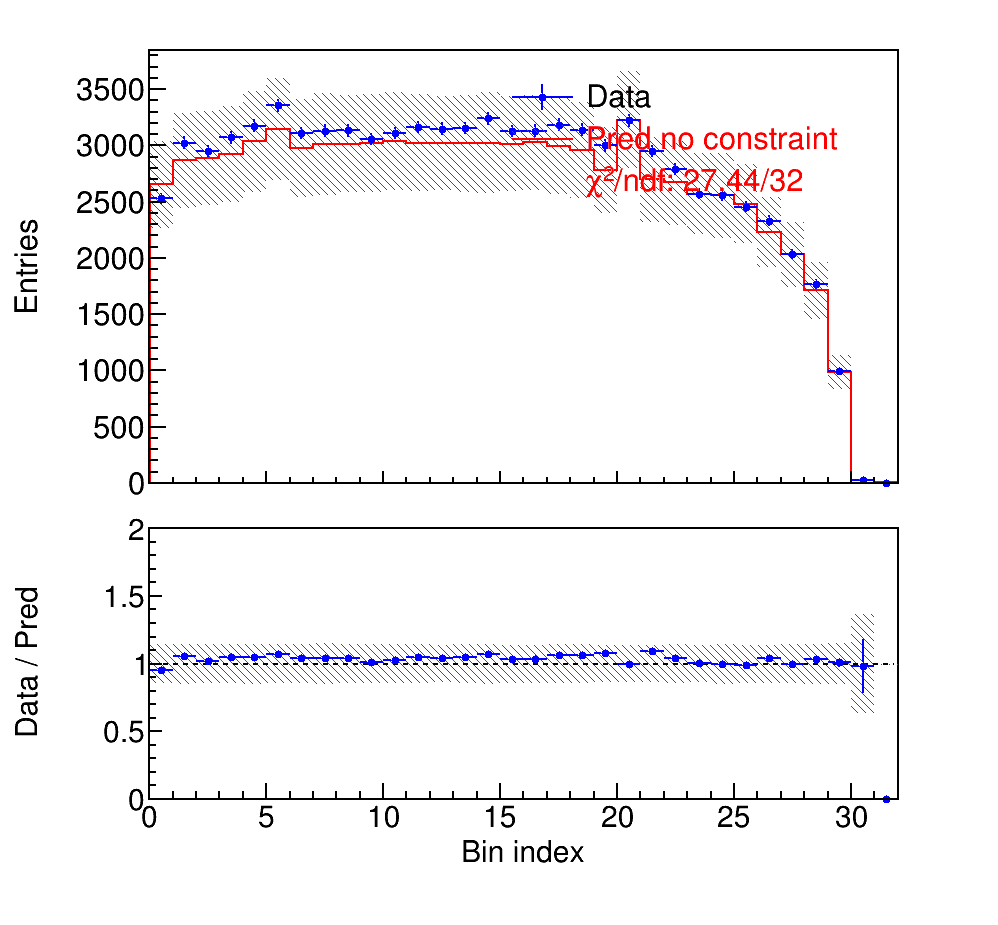 3500
3000
2500
2000
1500
1000
500
0
Entries
Data
Pred no constraint
χ²/ndf: 27.44/32
2
1.5
1
0.5
0
Data / Pred
0 5 10 15 20 25 30
Bin index